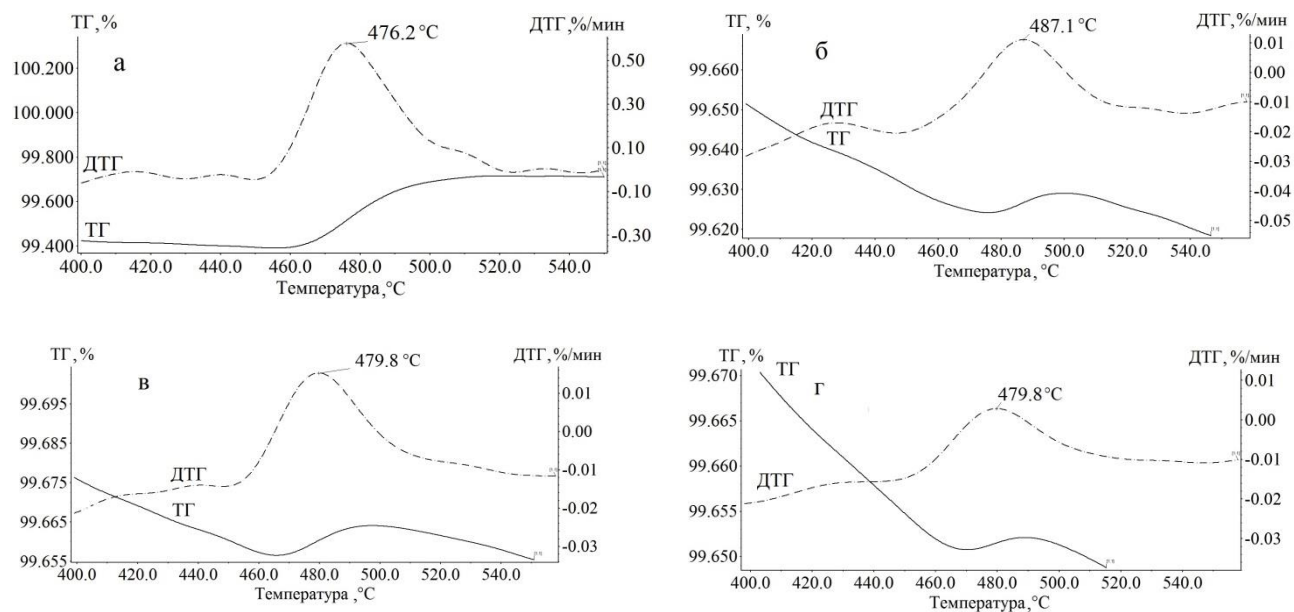 ТГ, %
ДТГ,%/мин
476.2 °C
а
100.200
100.000
99.800
99.600
99.400
0.50
0.30
0.10
-0.10
-0.30
ДТГ
ТГ
400.0 420.0 440.0 460.0 480.0 500.0 520.0 540.0
Температура,°С
ТГ, %
ДТГ,%/мин
487.1 °C
б
99.660
99.650
99.640
99.630
99.620
0.01
0.00
-0.01
-0.02
-0.03
-0.04
-0.05
ДТГ
ТГ
400.0 420.0 440.0 460.0 480.0 500.0 520.0 540.0
Температура,°С
ТГ, %
ДТГ,%/мин
479.8 °C
в
99.695
99.685
99.675
99.665
99.655
0.01
0.00
-0.01
-0.02
-0.03
ДТГ
ТГ
400.0 420.0 440.0 460.0 480.0 500.0 520.0 540.0
Температура,°С
ТГ, %
ДТГ,%/мин
479.8 °C
г
99.670
99.665
99.660
99.655
99.650
0.01
0.00
-0.01
-0.02
-0.03
ТГ
ДТГ
400.0 420.0 440.0 460.0 480.0 500.0 520.0 540.0
Температура,°С